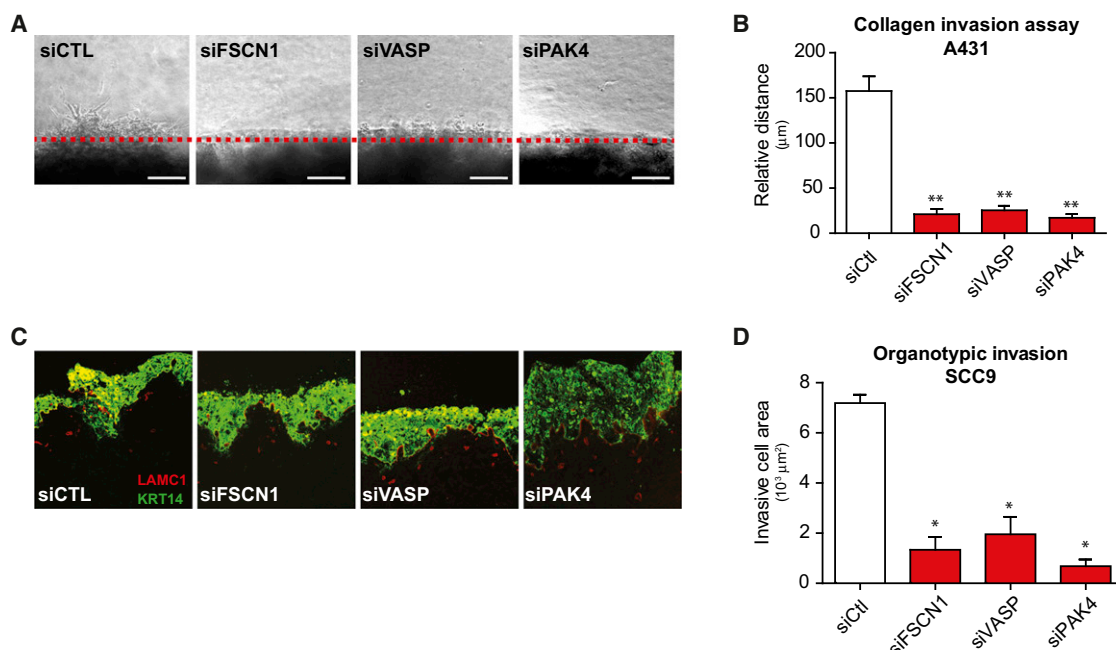 A
siCTL
siFSCN1
siVASP
siPAK4
B
Collagen invasion assay
A431
Relative distance
(μm)
200
150
100
50
0
**
**
**
siCtl
siFSCN1
siVASP
siPAK4
C
LAMC1
KRT14
siCTL
siFSCN1
siVASP
siPAK4
D
Organotypic invasion
SCC9
Invasive cell area
(10³ μm²)
8
6
4
2
0
*
*
*
siCtl
siFSCN1
siVASP
siPAK4